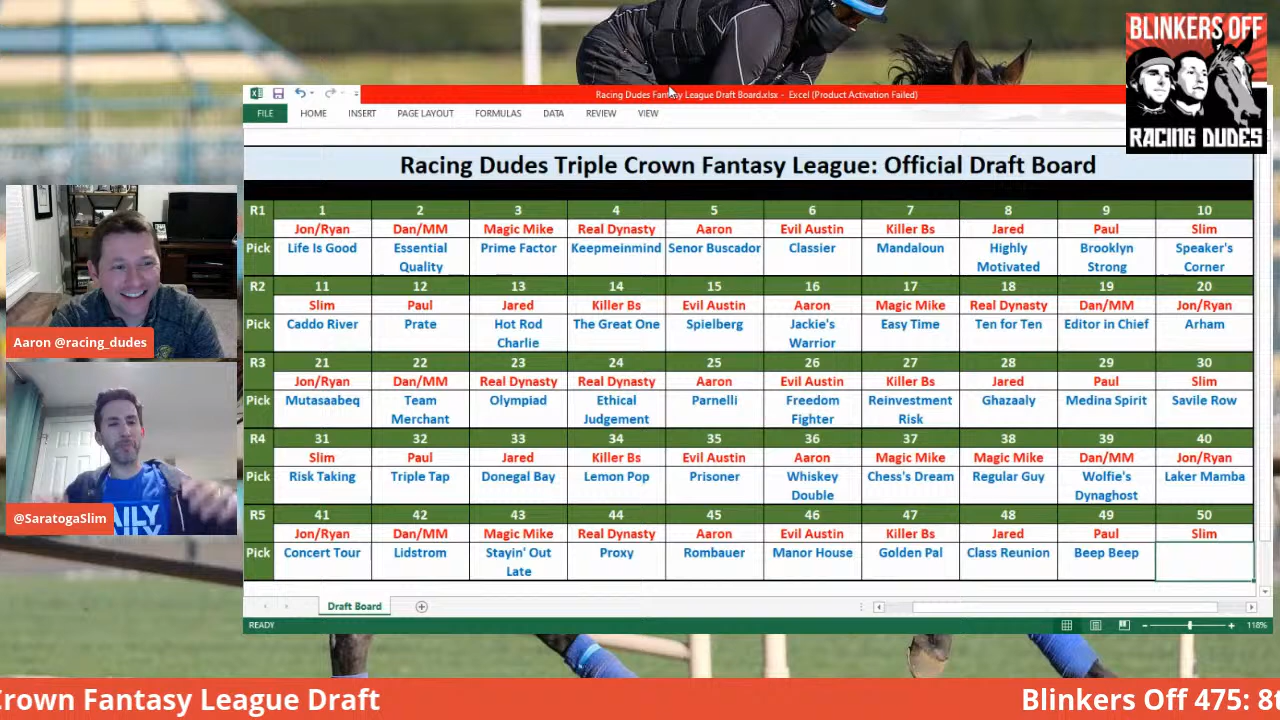 BLINKERS OFF
RACING DUDES
Racing Dudes Fantasy League Draft Board.xlsx - Excel (Product Activation Failed)
FILE HOME INSERT PAGE LAYOUT FORMULAS DATA REVIEW VIEW
Racing Dudes Triple Crown Fantasy League: Official Draft Board
R1 1 2 3 4 5 6 7 8 9 10
Jon/Ryan Dan/MM Magic Mike Real Dynasty Aaron Evil Austin Killer Bs Jared Paul Slim
Pick Life Is Good Essential Prime Factor Keepmeinmind Senor Buscador Classier Mandaloun Highly Brooklyn Speaker's
Quality Motivated Strong Corner
R2 11 12 13 14 15 16 17 18 19 20
Slim Paul Jared Killer Bs Evil Austin Aaron Magic Mike Real Dynasty Dan/MM Jon/Ryan
Pick Caddo River Prate Hot Rod The Great One Spielberg Jackie's Easy Time Ten for Ten Editor in Chief Arham
Charlie Warrior
R3 21 22 23 24 25 26 27 28 29 30
Jon/Ryan Dan/MM Real Dynasty Real Dynasty Aaron Evil Austin Killer Bs Jared Paul Slim
Pick Mutasaabeq Team Olympiad Ethical Parnelli Freedom Reinvestment Ghazaaly Medina Spirit Savile Row
Merchant Judgement Fighter Risk
R4 31 32 33 34 35 36 37 38 39 40
Slim Paul Jared Killer Bs Evil Austin Aaron Magic Mike Magic Mike Dan/MM Jon/Ryan
Pick Risk Taking Triple Tap Donegal Bay Lemon Pop Prisoner Whiskey Chess's Dream Regular Guy Wolfie's Laker Mamba
Double Dynaghost
R5 41 42 43 44 45 46 47 48 49 50
Jon/Ryan Dan/MM Magic Mike Real Dynasty Aaron Evil Austin Killer Bs Jared Paul Slim
Pick Concert Tour Lidstrom Stayin' Out Proxy Rombauer Manor House Golden Pal Class Reunion Beep Beep
Late
Draft Board
READY 118%
Aaron @racing_dudes
@SaratogaSlim
AILY
Crown Fantasy League Draft Blinkers Off 475: 8t